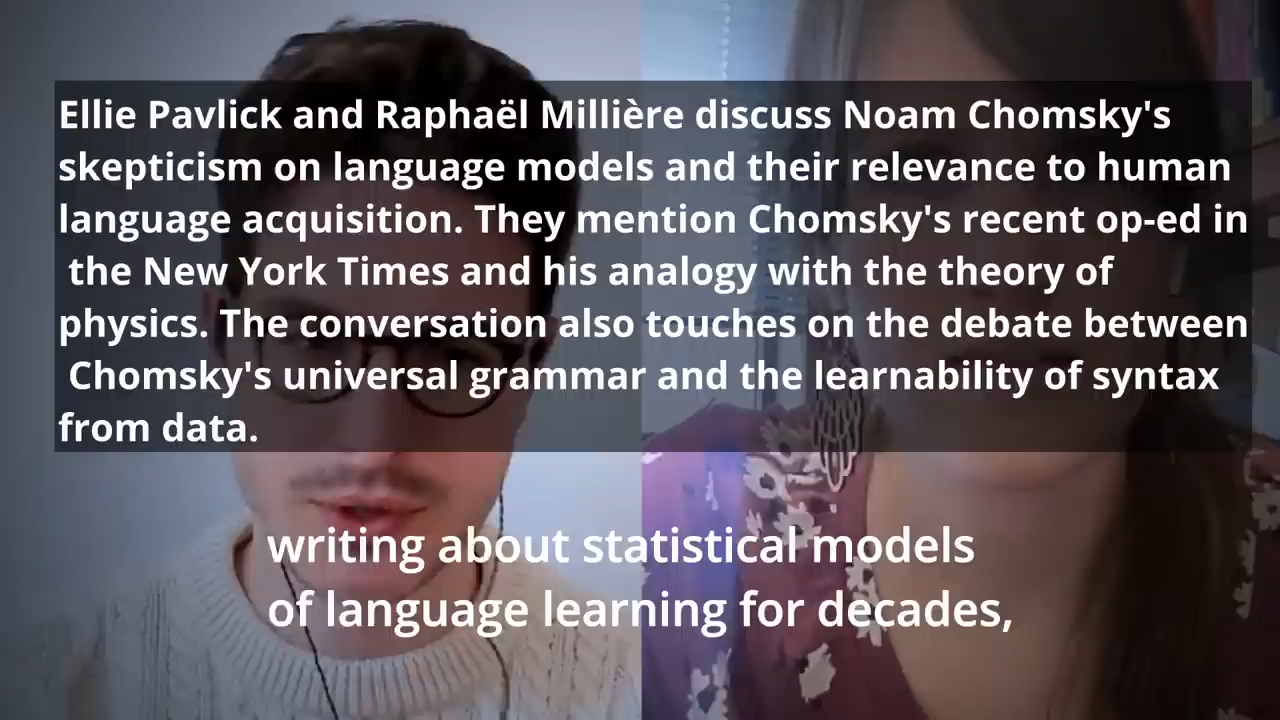 Ellie Pavlick and Raphaël Millière discuss Noam Chomsky's
skepticism on language models and their relevance to human
language acquisition. They mention Chomsky's recent op-ed in
the New York Times and his analogy with the theory of
physics. The conversation also touches on the debate between
Chomsky's universal grammar and the learnability of syntax
from data.
writing about statistical models
of language learning for decades,